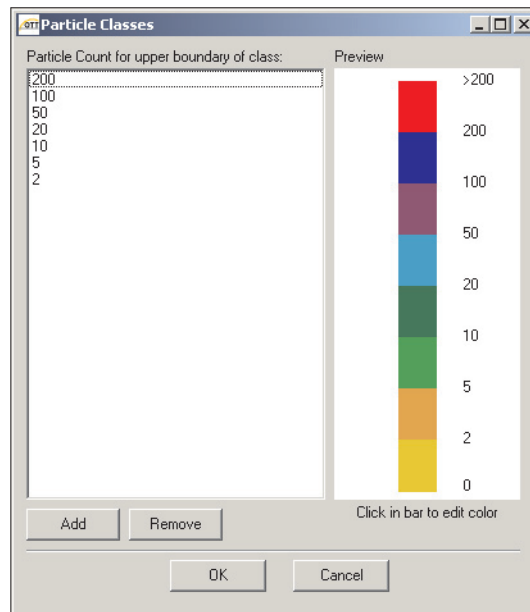 OTT Particle Classes
Particle Count for upper boundary of class:
200
100
50
20
10
5
2
Preview
>200
200
100
50
20
10
5
2
0
Click in bar to edit color
Add
Remove
OK
Cancel